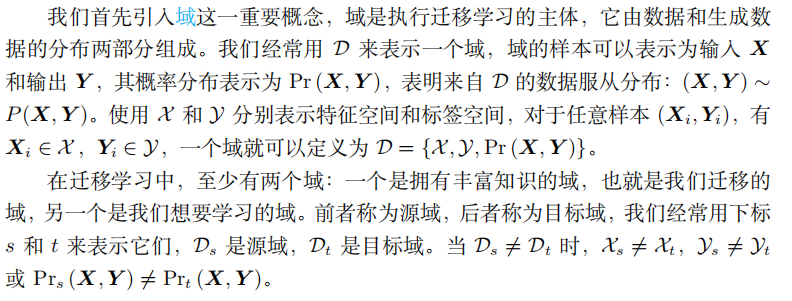 我们首先引入域这一重要概念，域是执行迁移学习的主体，它由数据和生成数
据的分布两部分组成。我们经常用 𝒟 来表示一个域，域的样本可以表示为输入 X
和输出 Y，其概率分布表示为 Pr (X, Y)，表明来自 𝒟 的数据服从分布：(X, Y) ∼
P(X, Y)。使用 𝒳 和 𝒴 分别表示特征空间和标签空间，对于任意样本 (Xᵢ, Yᵢ)，有
Xᵢ ∈ 𝒳，Yᵢ ∈ 𝒴，一个域就可以定义为 𝒟 = {𝒳, 𝒴, Pr (X, Y)}。
在迁移学习中，至少有两个域：一个是拥有丰富知识的域，也就是我们迁移的
域，另一个是我们想要学习的域。前者称为源域，后者称为目标域，我们经常用下标
s 和 t 来表示它们，𝒟ₛ 是源域，𝒟ₜ 是目标域。当 𝒟ₛ ≠ 𝒟ₜ 时，𝒳ₛ ≠ 𝒳ₜ，𝒴ₛ ≠ 𝒴ₜ
或 Prₛ (X, Y) ≠ Prₜ (X, Y)。